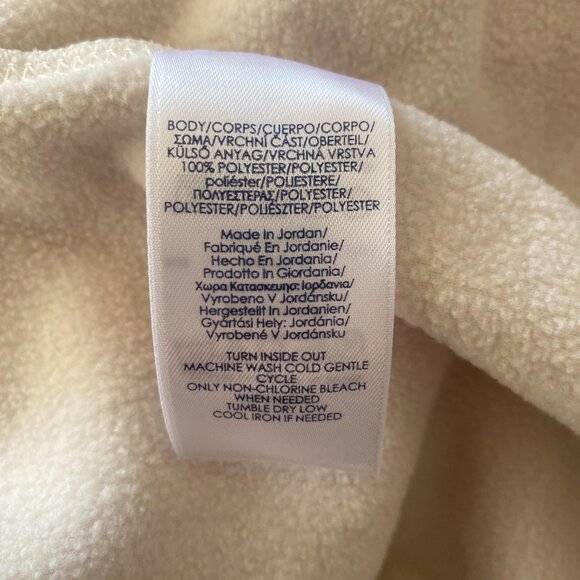 BODY/CORPS/CUERPO/CORPO/
ΣΩΜΑ/VRCHNÍ ČÁST/OBERTEIL/
KÜLSŐ ANYAG/VRCHNÁ VRSTVA
100% POLYESTER/POLYESTER/
poliéster/POLIESTERE/
ΠΟΛΥΕΣΤΕΡΑΣ/POLYESTER/
POLYESTER/POLIÉSZTER/POLYESTER
Made In Jordan/
Fabriqué En Jordanie/
Hecho En Jordania/
Prodotto In Giordania/
Χωρα Κατασκευησ: Ιορδανια/
Vyrobeno V Jordánsku/
Hergestellt In Jordanien/
Gyártási Hely: Jordánia/
Vyrobené V Jordánsku
TURN INSIDE OUT
MACHINE WASH COLD GENTLE
CYCLE
ONLY NON-CHLORINE BLEACH
WHEN NEEDED
TUMBLE DRY LOW
COOL IRON IF NEEDED